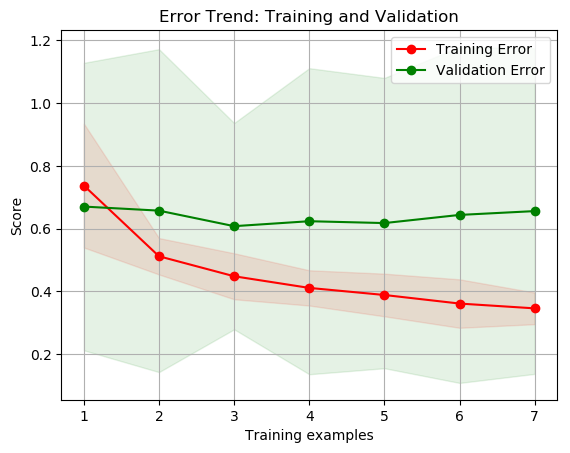 Error Trend: Training and Validation
1.2
1.0
0.8
0.6
0.4
0.2
Score
Training Error
Validation Error
1 2 3 4 5 6 7
Training examples